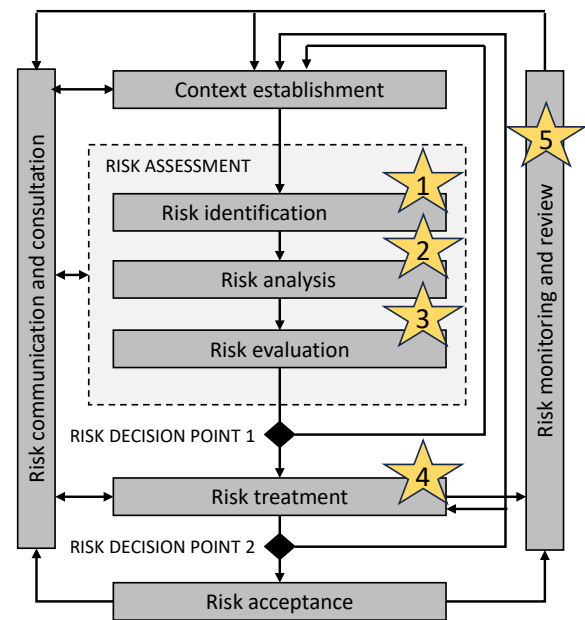 Context establishment
RISK ASSESSMENT
1
Risk identification
2
Risk analysis
3
Risk evaluation
RISK DECISION POINT 1
4
Risk treatment
RISK DECISION POINT 2
Risk acceptance
Risk communication and consultation
5
Risk monitoring and review